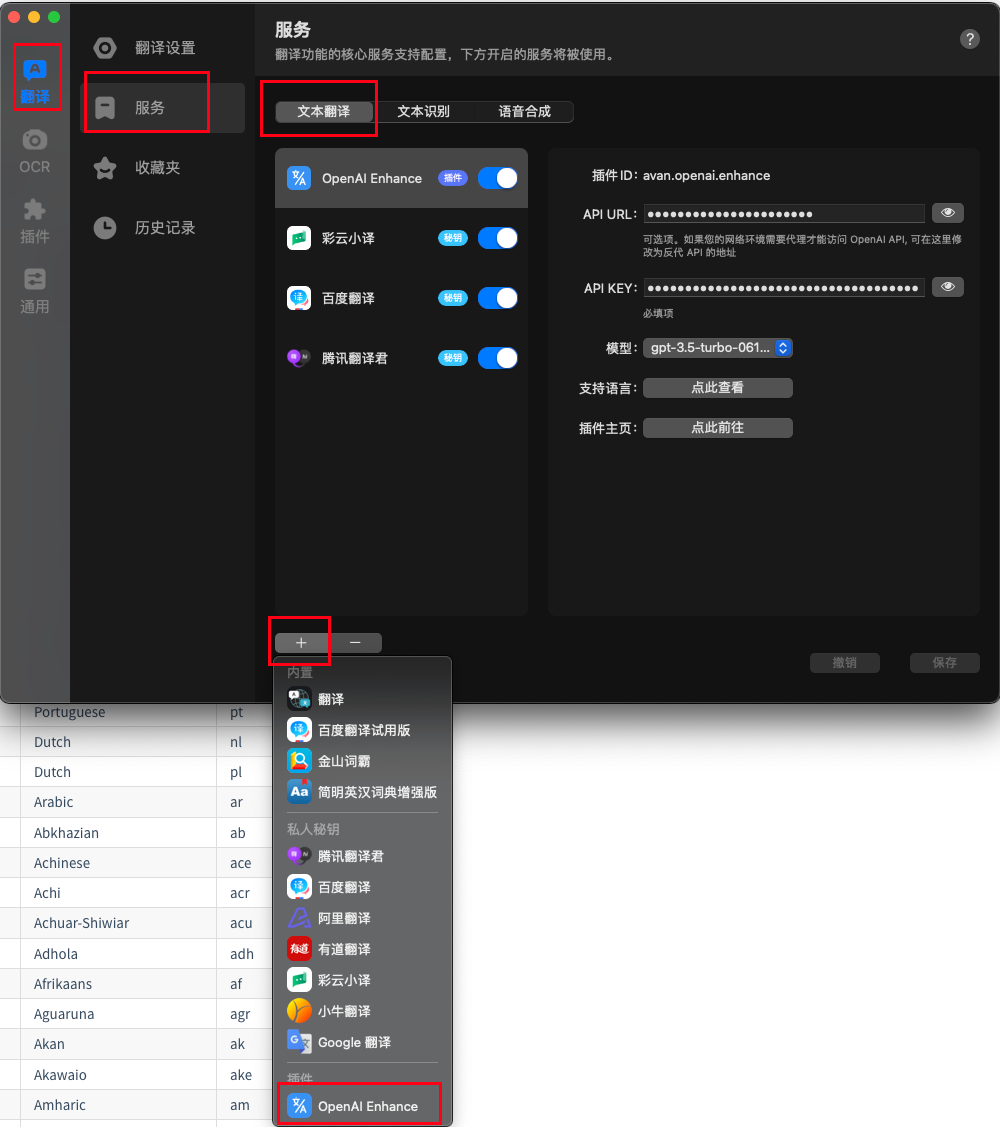 翻译
OCR
插件
通用
翻译设置
服务
收藏夹
历史记录
服务
翻译功能的核心服务支持配置，下方开启的服务将被使用。
?
文本翻译
文本识别
语音合成
OpenAI Enhance 插件
彩云小译 秘钥
百度翻译 秘钥
腾讯翻译君 秘钥
插件 ID: avan.openai.enhance
API URL: ●●●●●●●●●●●●●●●●●●●●●●
可选项。如果您的网络环境需要代理才能访问 OpenAI API, 可在这里修
改为反代 API 的地址
API KEY: ●●●●●●●●●●●●●●●●●●●●●●●●●●●●●●●●●●●●
必填项
模型: gpt-3.5-turbo-061...
支持语言: 点此查看
插件主页: 点此前往
+ −
撤销
保存
内置
翻译
百度翻译试用版
金山词霸
Aa 简明英汉词典增强版
私人秘钥
腾讯翻译君
百度翻译
阿里翻译
有道 有道翻译
彩云小译
小牛翻译
Google 翻译
插件
OpenAI Enhance
Portuguese pt
Dutch nl
Dutch pl
Arabic ar
Abkhazian ab
Achinese ace
Achi acr
Achuar-Shiwiar acu
Adhola adh
Afrikaans af
Aguaruna agr
Akan ak
Akawaio ake
Amharic am